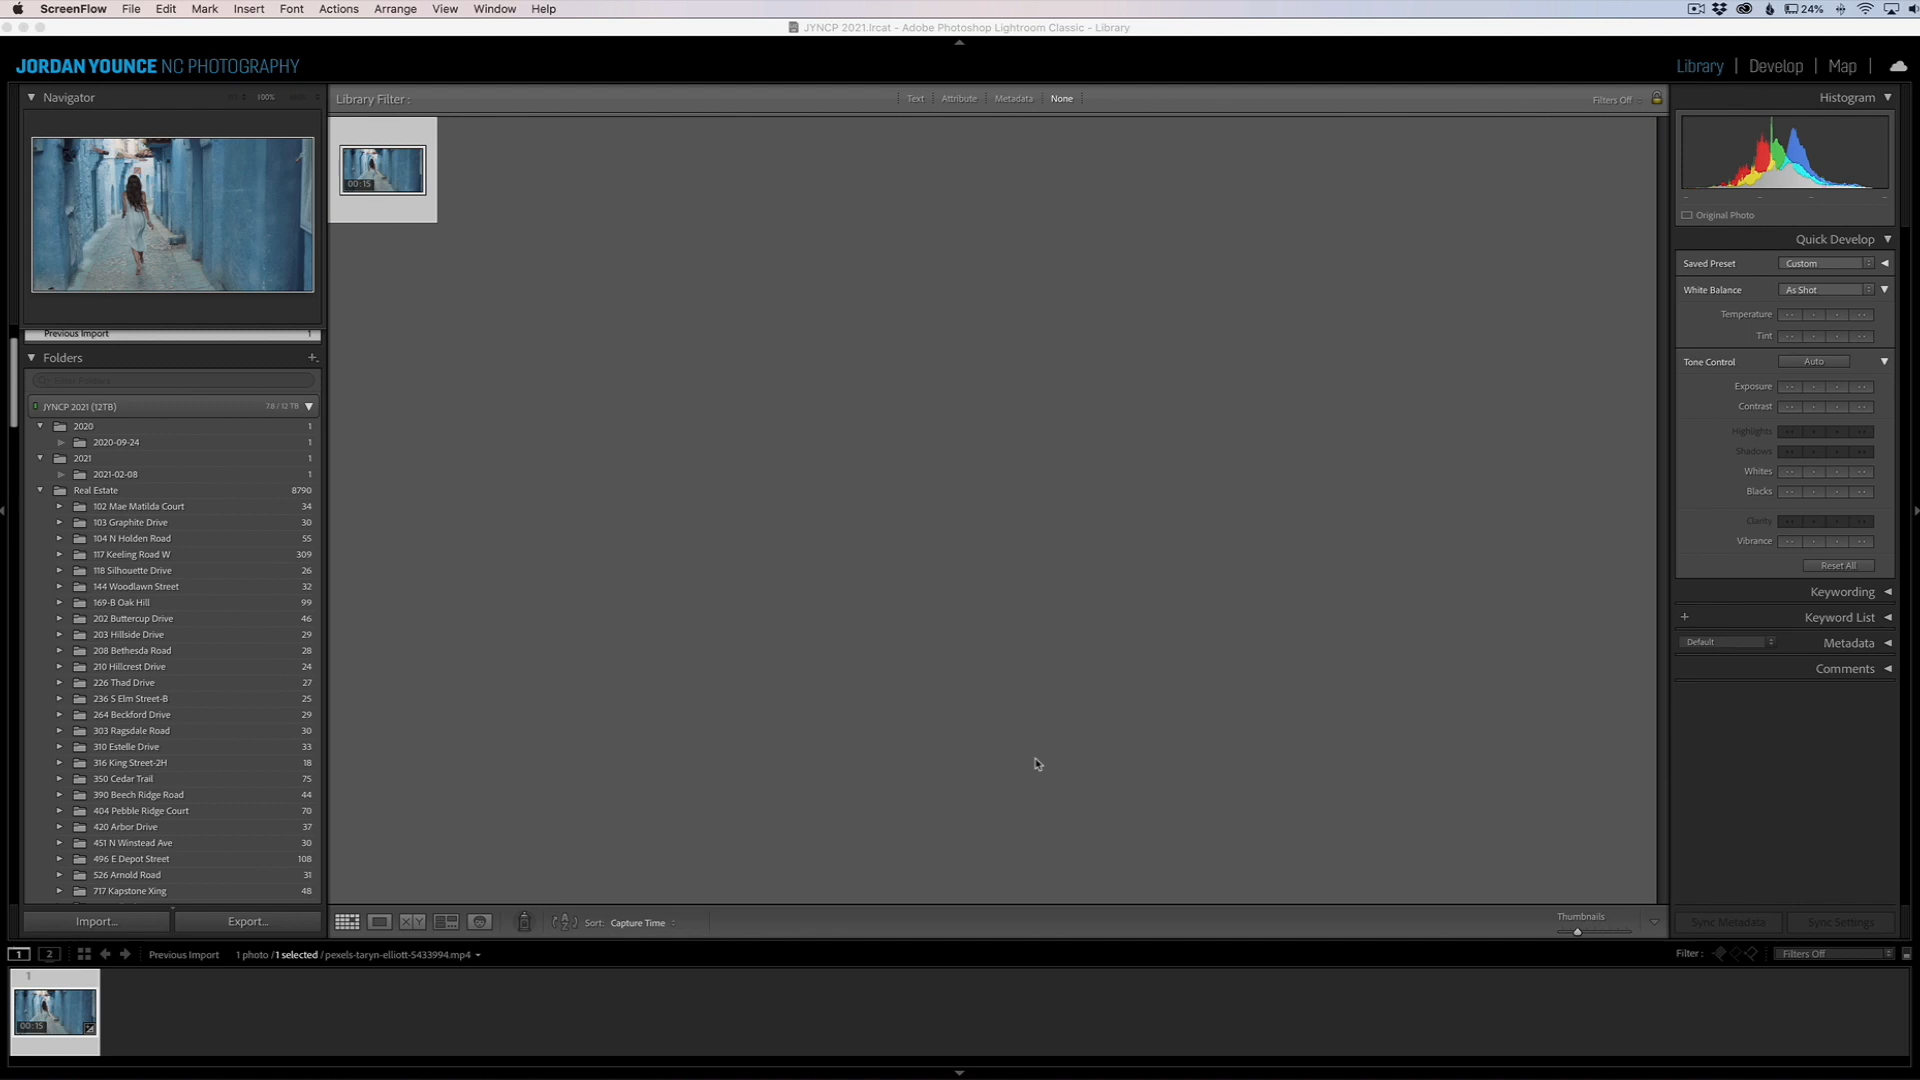 ScreenFlow File Edit Mark Insert Font Actions Arrange View Window Help 24%
JYNCP 2021.lrcat - Adobe Photoshop Lightroom Classic - Library
JORDAN YOUNCE NC PHOTOGRAPHY
Library | Develop | Map |
Navigator 100%
Library Filter : Text Attribute Metadata None Filters Off
Histogram
00:15
Original Photo
Quick Develop
Saved Preset Custom
White Balance As Shot
Temperature
Tint
Tone Control Auto
Exposure
Contrast
Highlights
Shadows
Whites
Blacks
Clarity
Vibrance
Reset All
Keywording
Keyword List
Default Metadata
Comments
Previous Import 1
Folders
Filter Folders
JYNCP 2021 (12TB) 7.8 / 12 TB
2020 1
2020-09-24 1
2021 1
2021-02-08 1
Real Estate 8790
102 Mae Matilda Court 34
103 Graphite Drive 30
104 N Holden Road 55
117 Keeling Road W 309
118 Silhouette Drive 26
144 Woodlawn Street 32
169-B Oak Hill 99
202 Buttercup Drive 46
203 Hillside Drive 29
208 Bethesda Road 28
210 Hillcrest Drive 24
226 Thad Drive 27
236 S Elm Street-B 25
264 Beckford Drive 29
303 Ragsdale Road 30
310 Estelle Drive 33
316 King Street-2H 18
350 Cedar Trail 75
390 Beech Ridge Road 44
404 Pebble Ridge Court 70
420 Arbor Drive 37
451 N Winstead Ave 30
496 E Depot Street 108
526 Arnold Road 31
717 Kapstone Xing 48
Import... Export...
X Y
Sort: Capture Time
Thumbnails
Sync Metadata Sync Settings
1 2 Previous Import 1 photo / 1 selected / pexels-taryn-elliott-5433994.mp4
Filter : Filters Off
1
00:15